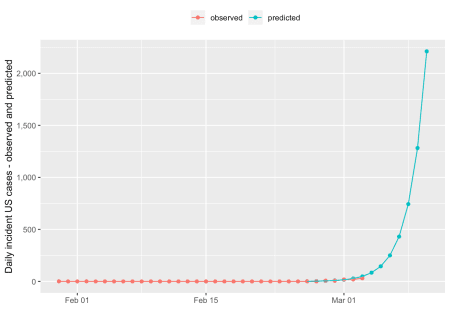 observed predicted
Daily incident US cases - observed and predicted
2,000
1,500
1,000
500
0
Feb 01 Feb 15 Mar 01